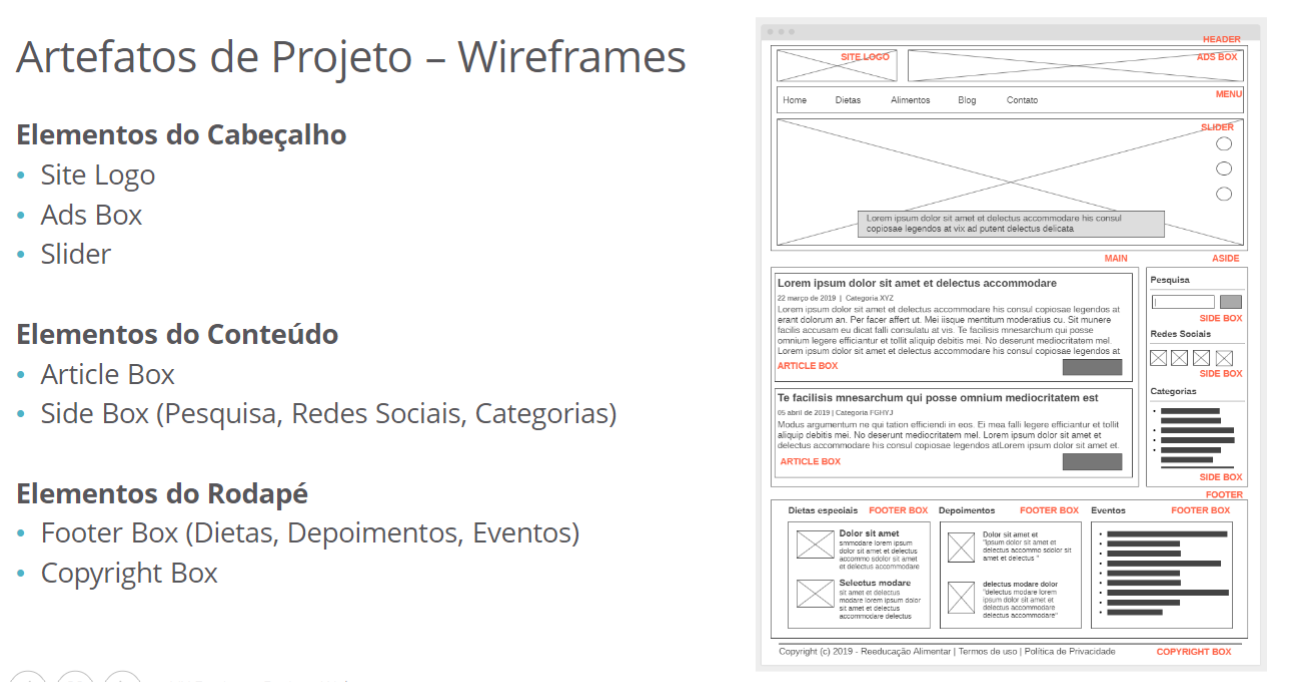 Artefatos de Projeto – Wireframes
Elementos do Cabeçalho
• Site Logo
• Ads Box
• Slider
Elementos do Conteúdo
• Article Box
• Side Box (Pesquisa, Redes Sociais, Categorias)
Elementos do Rodapé
• Footer Box (Dietas, Depoimentos, Eventos)
• Copyright Box
HEADER
SITE LOGO
ADS BOX
MENU
Home Dietas Alimentos Blog Contato
SLIDER
Lorem ipsum dolor sit amet et delectus accommodare his consul
copiosae legendos at vix ad putent delectus delicata
MAIN
Lorem ipsum dolor sit amet et delectus accommodare
22 março de 2019 | Categoria XYZ
Lorem ipsum dolor sit amet et delectus accommodare his consul copiosae legendos at
erant dolorum an. Per facer affert ut. Mei iisque mentitum moderatius cu. Sit munere
facilis accusam eu dicat falli consulatu at vis. Te facilisis mnesarchum qui posse
omnium legere efficiantur et tollit aliquip debitis mei. No deserunt mediocritatem mel.
Lorem ipsum dolor sit amet et delectus accommodare his consul copiosae legendos at
ARTICLE BOX
Te facilisis mnesarchum qui posse omnium mediocritatem est
05 abril de 2019 | Categoria FGHYJ
Modus argumentum ne qui tation efficiendi in eos. Ei mea falli legere efficiantur et tollit
aliquip debitis mei. No deserunt mediocritatem mel. Lorem ipsum dolor sit amet et
delectus accommodare his consul copiosae legendos atLorem ipsum dolor sit amet et.
ARTICLE BOX
ASIDE
Pesquisa
SIDE BOX
Redes Sociais
SIDE BOX
Categorias
SIDE BOX
FOOTER
Dietas especiais FOOTER BOX
Dolor sit amet
smmodare lorem ipsum
dolor sit amet et delectus
accommo sdolor sit amet
et delectus accommodare
Selectus modare
sit amet et delectus
modare lorem ipsum dolor
sit amet et delectus
accommodare delectus
Depoimentos FOOTER BOX
Dolor sit amet et
"ipsum dolor sit amet et
delectus accommo sdolor sit
amet et delectus "
delectus modare dolor
"delectus modare lorem
ipsum dolor sit amet et
delectus accommodare
delectus accommodare"
Eventos FOOTER BOX
Copyright (c) 2019 - Reeducação Alimentar | Termos de uso | Política de Privacidade
COPYRIGHT BOX